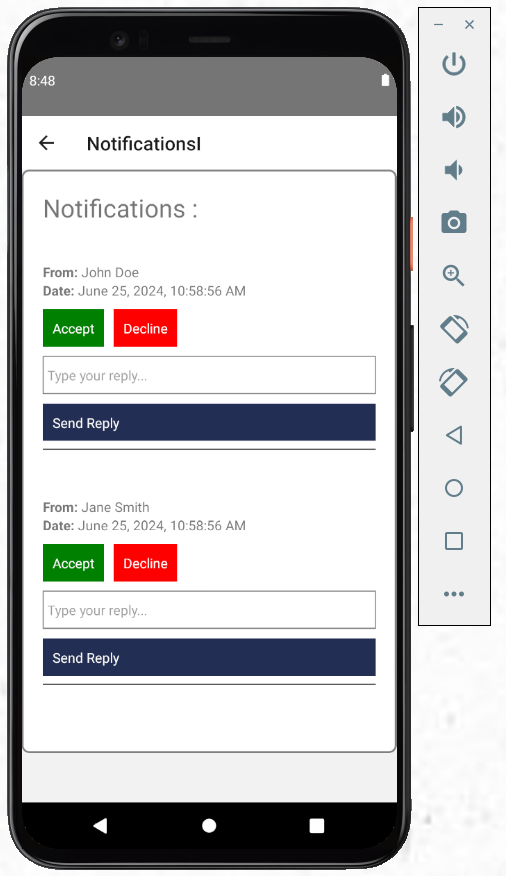 8:48
NotificationsI
Notifications :
From: John Doe
Date: June 25, 2024, 10:58:56 AM
Accept Decline
Type your reply...
Send Reply
From: Jane Smith
Date: June 25, 2024, 10:58:56 AM
Accept Decline
Type your reply...
Send Reply